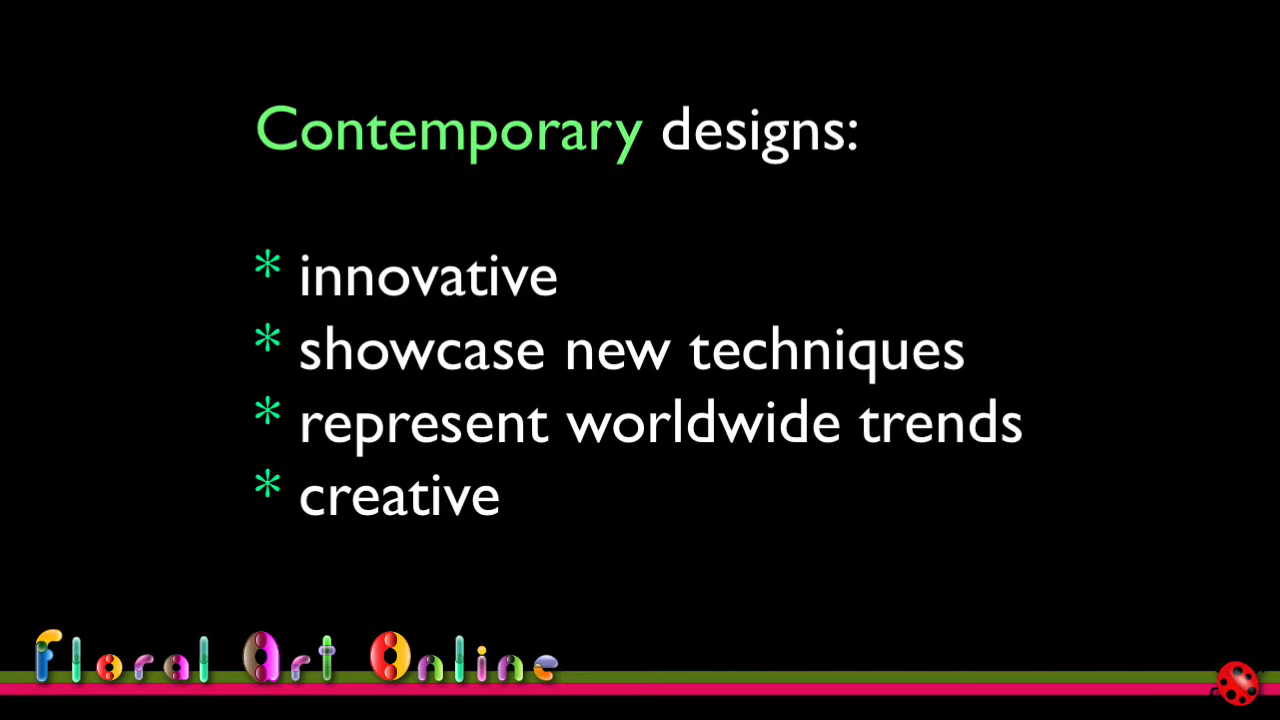 Contemporary designs:
* innovative
* showcase new techniques
* represent worldwide trends
* creative
Floral Art Online